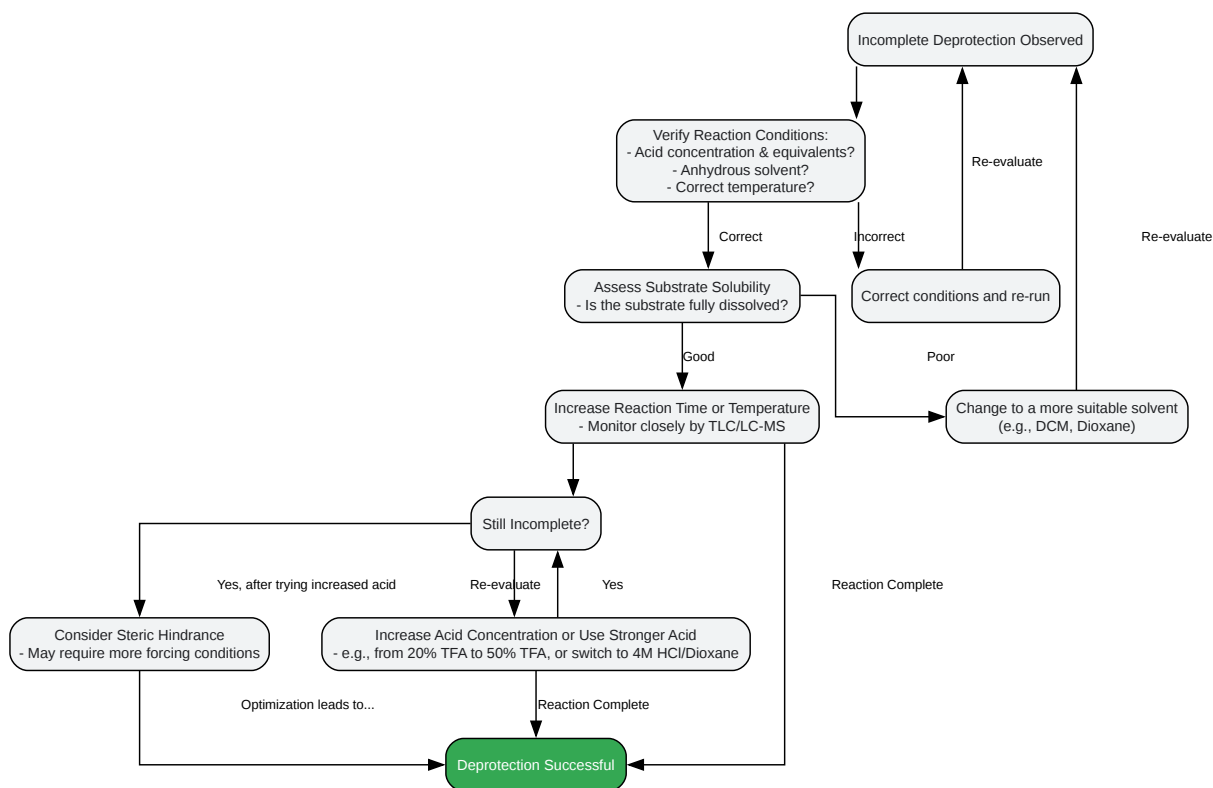 Incomplete Deprotection Observed
Verify Reaction Conditions:
- Acid concentration & equivalents?
- Anhydrous solvent?
- Correct temperature?
Re-evaluate
Correct
Incorrect
Re-evaluate
Assess Substrate Solubility
- Is the substrate fully dissolved?
Correct conditions and re-run
Good
Poor
Increase Reaction Time or Temperature
- Monitor closely by TLC/LC-MS
Change to a more suitable solvent
(e.g., DCM, Dioxane)
Still Incomplete?
Yes, after trying increased acid
Re-evaluate
Yes
Reaction Complete
Consider Steric Hindrance
- May require more forcing conditions
Increase Acid Concentration or Use Stronger Acid
- e.g., from 20% TFA to 50% TFA, or switch to 4M HCl/Dioxane
Optimization leads to...
Reaction Complete
Deprotection Successful